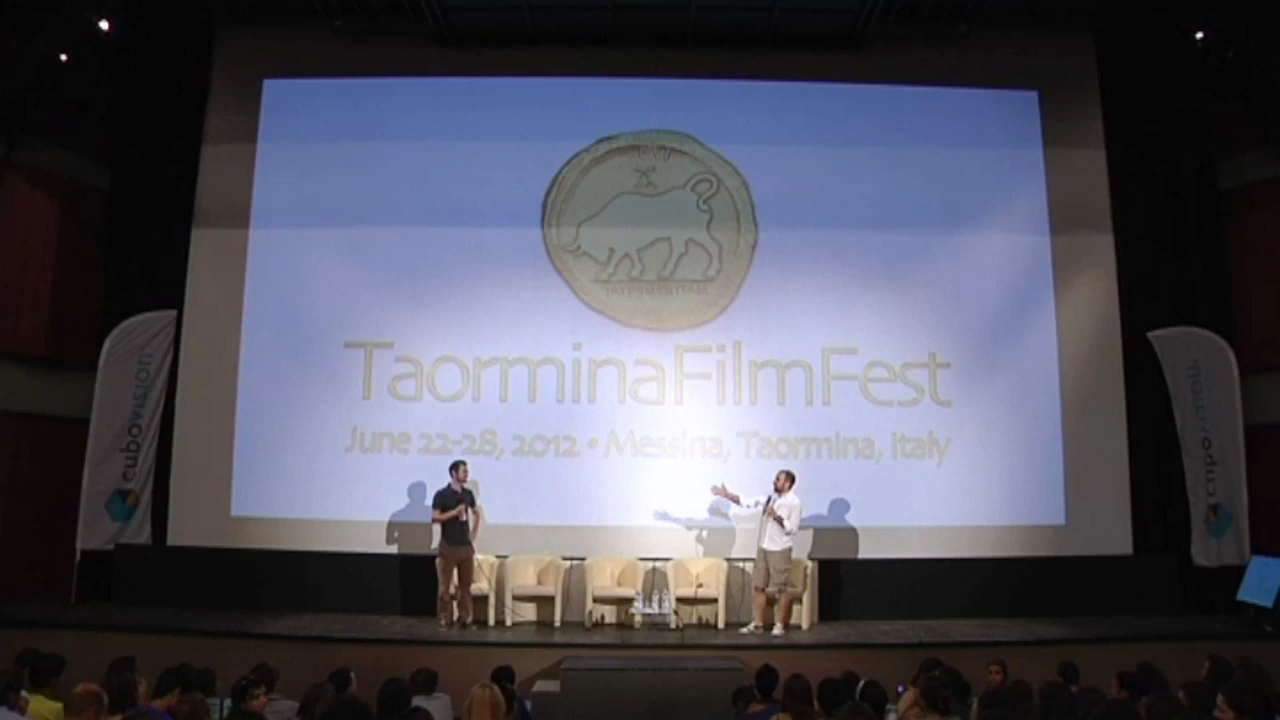 TaorminaFilmFest
June 22-28, 2012 • Messina, Taormina, Italy
cubovision
cubovision